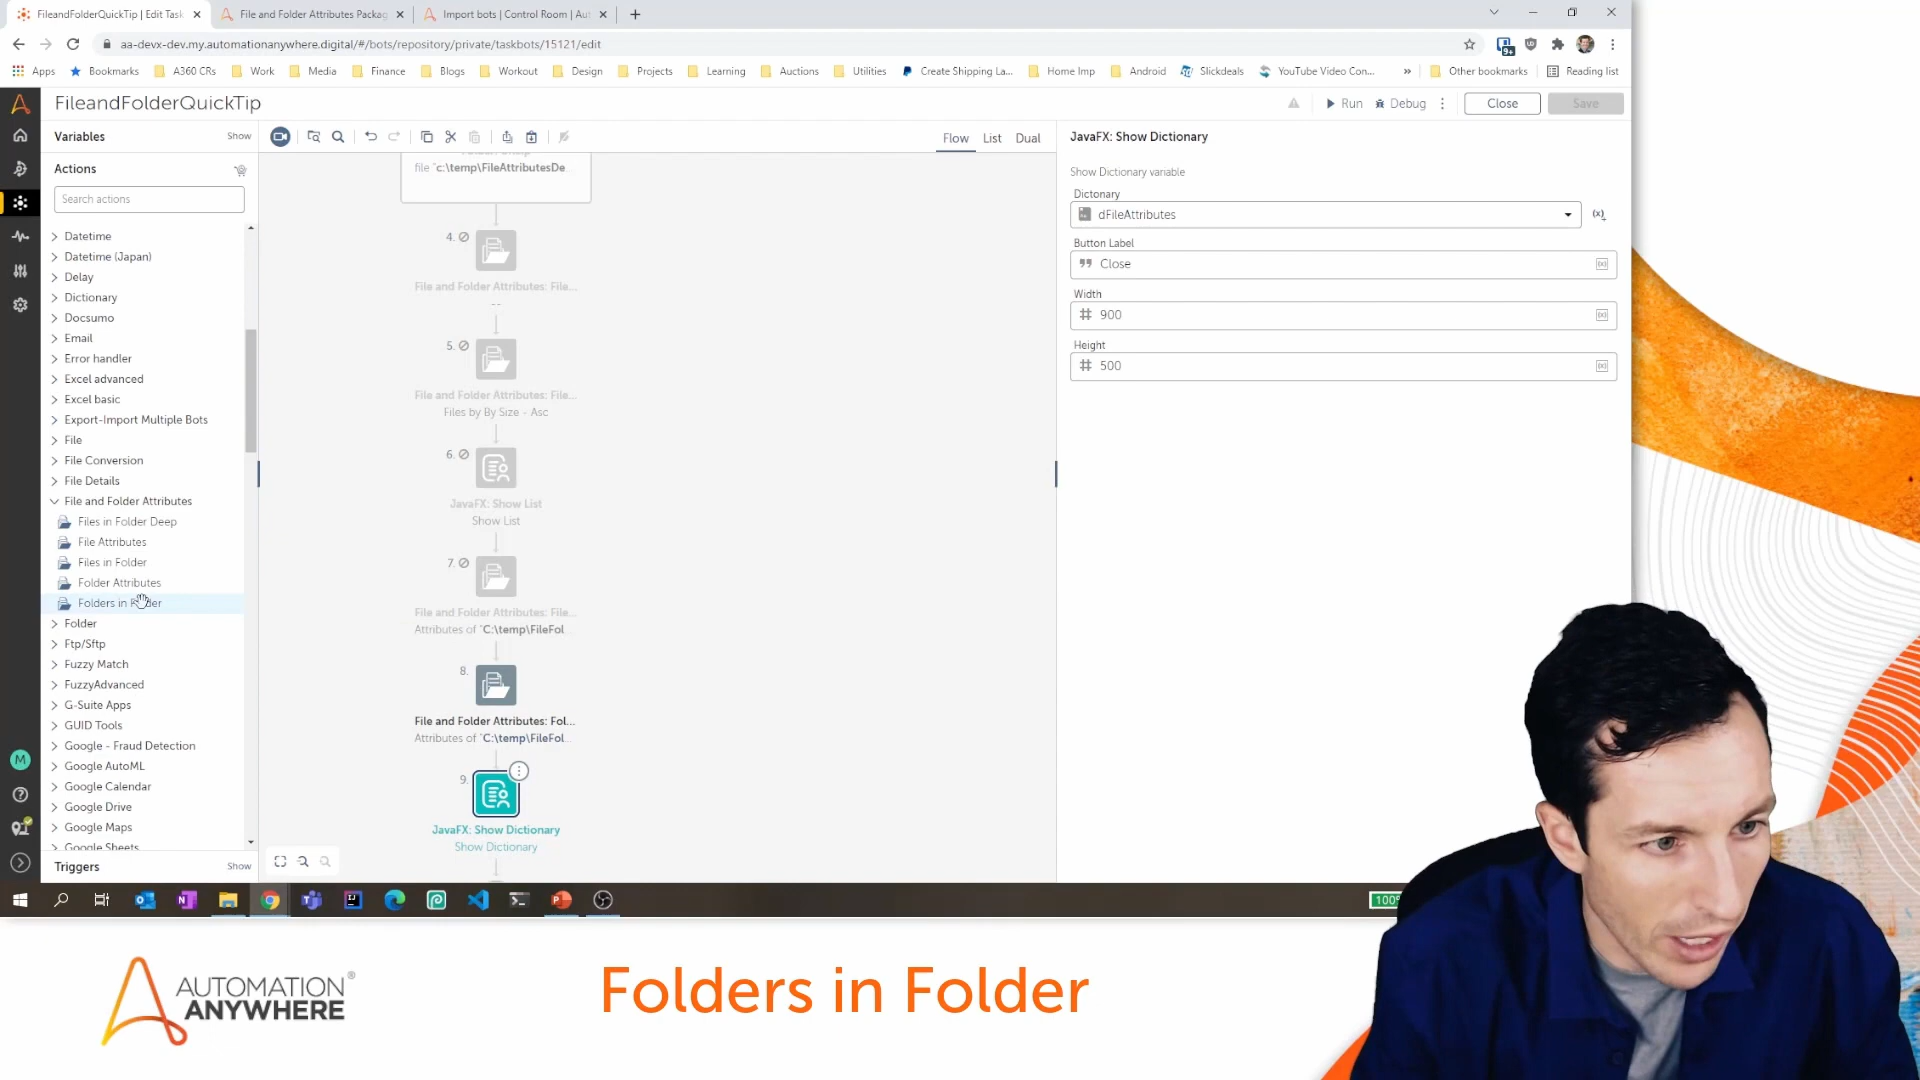 FileandFolderQuickTip | Edit Task
File and Folder Attributes Packag
Import bots | Control Room | Aut
aa-devx-dev.my.automationanywhere.digital/#/bots/repository/private/taskbots/15121/edit
Apps
Bookmarks
A360 CRs
Work
Media
Finance
Blogs
Workout
Design
Projects
Learning
Auctions
Utilities
Create Shipping La...
Home Imp
Android
Slickdeals
YouTube Video Con...
»
Other bookmarks
Reading list
FileandFolderQuickTip
Run
Debug
Close
Save
Variables
Show
Flow
List
Dual
JavaFX: Show Dictionary
Actions
Search actions
Datetime
Datetime (Japan)
Delay
Dictionary
Docsumo
Email
Error handler
Excel advanced
Excel basic
Export-Import Multiple Bots
File
File Conversion
File Details
File and Folder Attributes
Files in Folder Deep
File Attributes
Files in Folder
Folder Attributes
Folders in Folder
Folder
Ftp/Sftp
Fuzzy Match
FuzzyAdvanced
G-Suite Apps
GUID Tools
Google - Fraud Detection
Google AutoML
Google Calendar
Google Drive
Google Maps
Google Sheets
Triggers
Show
file "c:\temp\FileAttributesDe...
4.
File and Folder Attributes: File...
--
5.
File and Folder Attributes: File...
Files by By Size - Asc
6.
JavaFX: Show List
Show List
7.
File and Folder Attributes: File...
Attributes of "C:\temp\FileFol...
8.
File and Folder Attributes: Fol...
Attributes of "C:\temp\FileFol...
9.
JavaFX: Show Dictionary
Show Dictionary
Show Dictionary variable
Dictonary
dFileAttributes
(x)
Button Label
Close
Width
# 900
Height
# 500
M
100%
AUTOMATION
ANYWHERE®
Folders in Folder